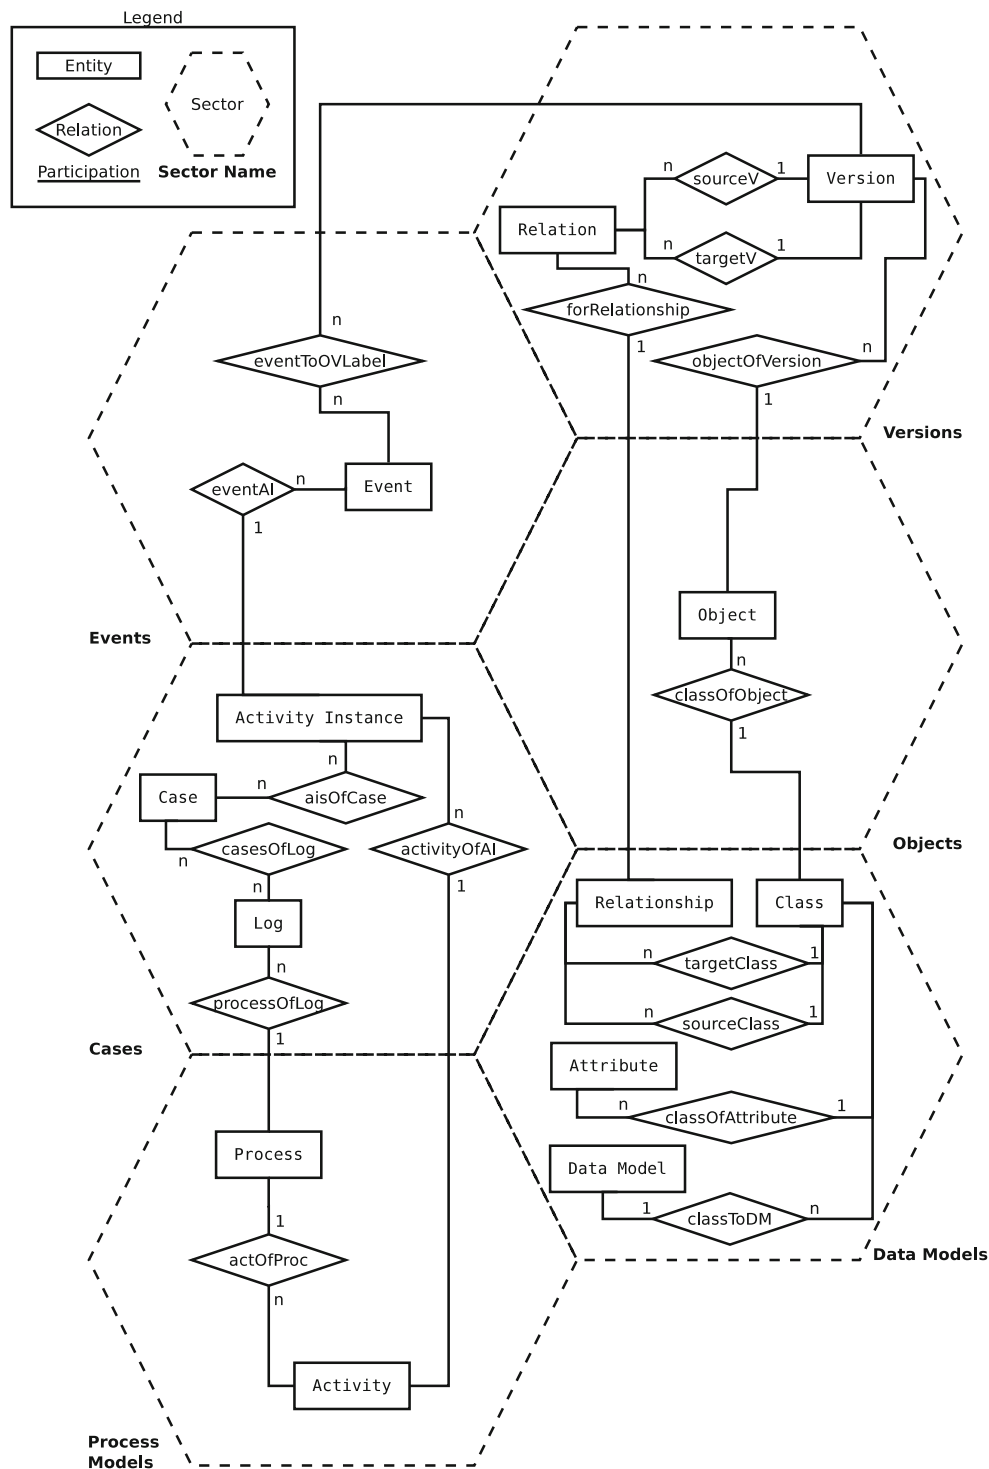 Legend
Entity
Sector
Relation
Participation
Sector Name
n
sourceV
1
Version
Relation
n
targetV
1
n
forRelationship
1
objectOfVersion
n
1
Versions
n
eventToOVLabel
n
eventAI
n
Event
1
Events
Object
n
classOfObject
1
Objects
Activity Instance
n
Case
n
aisOfCase
n
casesOfLog
n
activityOfAI
n
1
Log
n
processOfLog
1
Cases
Relationship
Class
n
targetClass
1
n
sourceClass
1
Attribute
n
classOfAttribute
1
Data Model
1
classToDM
n
Data Models
Process
1
actOfProc
n
Activity
Process
Models